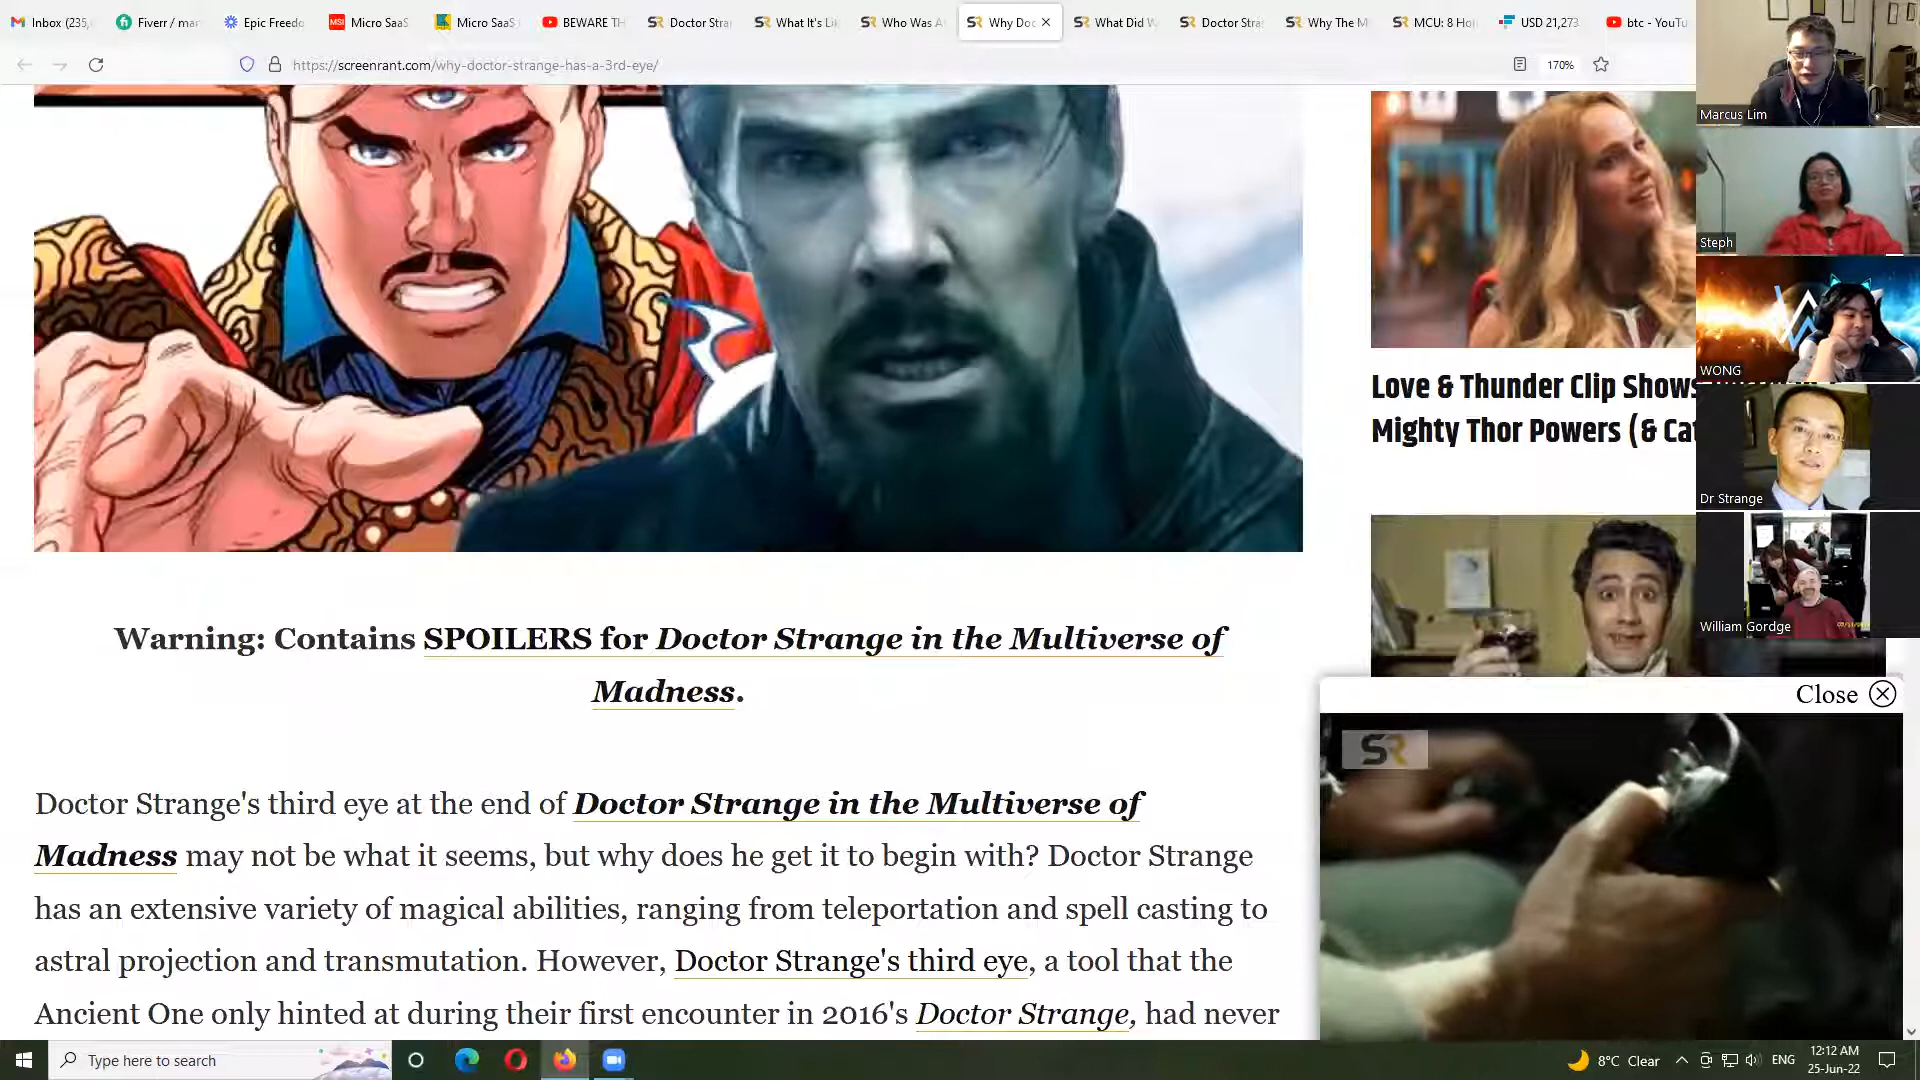 Inbox (235,
Fiverr / mar
Epic Freedo
Micro SaaS
Micro SaaS
BEWARE TH
Doctor Stra
What It's Li
Who Was A
Why Doc
What Did W
Doctor Stra
Why The M
MCU: 8 Ho
USD 21,273
btc - YouTu
https://screenrant.com/why-doctor-strange-has-a-3rd-eye/
170%
Marcus Lim
Steph
WONG
Dr Strange
William Gordge
Love & Thunder Clip Shows
Mighty Thor Powers (& Cat
Warning: Contains SPOILERS for Doctor Strange in the Multiverse of
Madness.
Close
SR
Doctor Strange's third eye at the end of Doctor Strange in the Multiverse of
Madness may not be what it seems, but why does he get it to begin with? Doctor Strange
has an extensive variety of magical abilities, ranging from teleportation and spell casting to
astral projection and transmutation. However, Doctor Strange's third eye, a tool that the
Ancient One only hinted at during their first encounter in 2016's Doctor Strange, had never
Type here to search
8°C Clear
ENG
12:12 AM
25-Jun-22